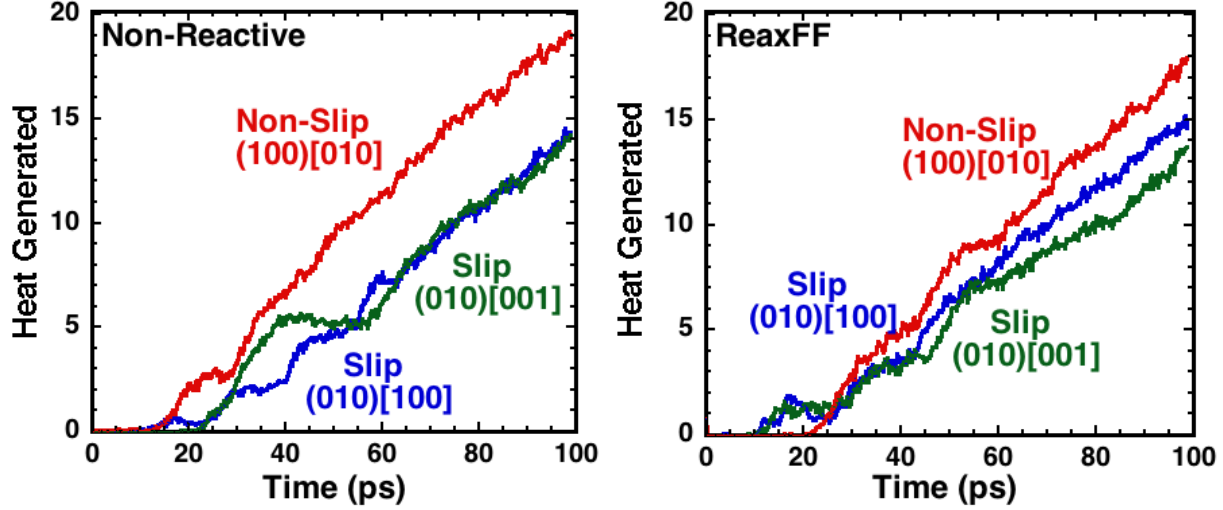 Non-Reactive
Heat Generated
20
15
10
5
0
Non-Slip
(100)[010]
Slip
(010)[001]
Slip
(010)[100]
0
20
40
60
80
100
Time (ps)
ReaxFF
Heat Generated
20
15
10
5
0
Non-Slip
(100)[010]
Slip
(010)[100]
Slip
(010)[001]
0
20
40
60
80
100
Time (ps)